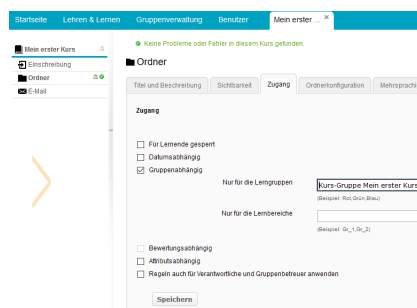 Startseite Lehren & Lernen Gruppenverwaltung Benutzer Mein erster ... ×
Keine Probleme oder Fehler in diesem Kurs gefunden.
Mein erster Kurs
Einschreibung
Ordner
E-Mail
Ordner
Titel und Beschreibung Sichtbarkeit Zugang Ordnerkonfiguration Mehrsprachi
Zugang
Für Lernende gesperrt
Datumsabhängig
Gruppenabhängig
Nur für die Lerngruppen Kurs-Gruppe Mein erster Kurs
(Beispiel: Rot,Grün,Blau)
Nur für die Lernbereiche
(Beispiel: Gr_1,Gr_2)
Bewertungsabhängig
Attributsabhängig
Regeln auch für Verantwortliche und Gruppenbetreuer anwenden
Speichern